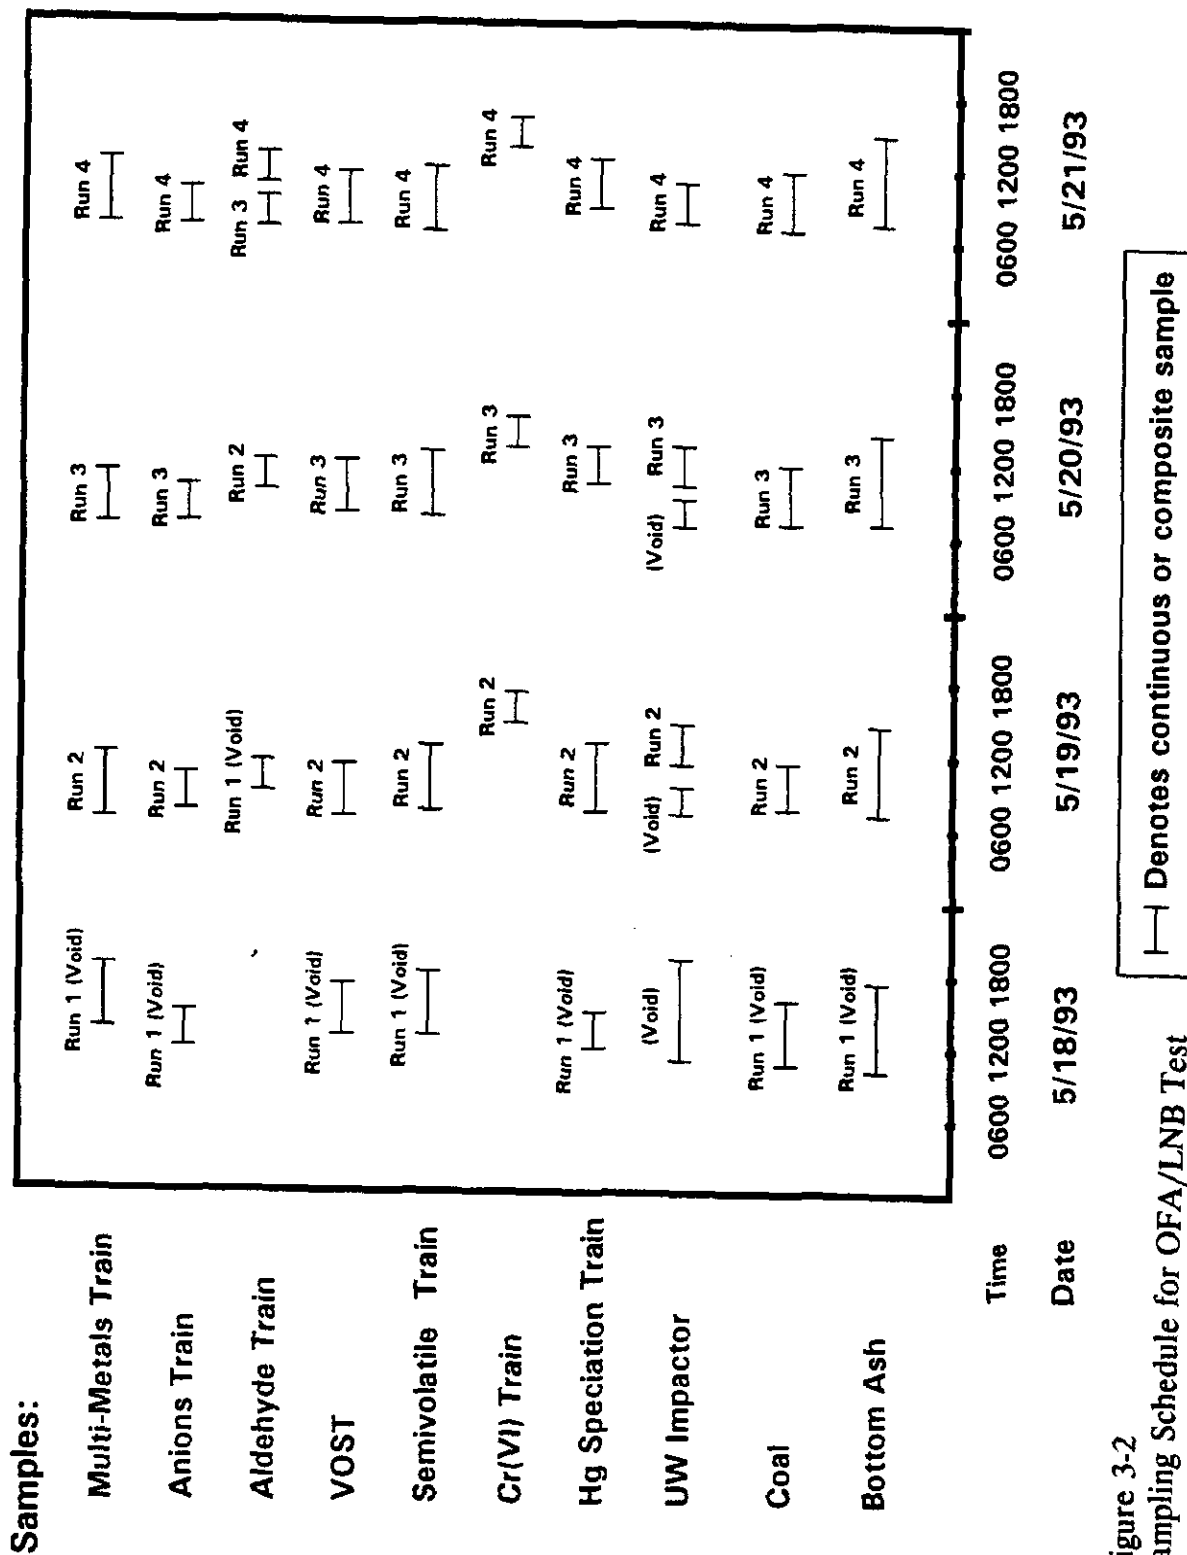 Samples:
Multi-Metals Train Run 1 (Void) Run 2 Run 3 Run 4
Anions Train Run 1 (Void) Run 2 Run 3 Run 4
Aldehyde Train Run 1 (Void) Run 2 Run 3 Run 4
VOST Run 1 (Void) Run 2 Run 3 Run 4
Semivolatile Train Run 1 (Void) Run 2 Run 3 Run 4
Cr(VI) Train Run 2 Run 3 Run 4
Hg Speciation Train Run 1 (Void) Run 2 Run 3 Run 4
UW Impactor (Void) (Void) Run 2 (Void) Run 3 Run 4
Coal Run 1 (Void) Run 2 Run 3 Run 4
Bottom Ash Run 1 (Void) Run 2 Run 3 Run 4
Time 0600 1200 1800 0600 1200 1800 0600 1200 1800 0600 1200 1800
Date 5/18/93 5/19/93 5/20/93 5/21/93
Denotes continuous or composite sample
igure 3-2
ampling Schedule for OFA/LNB Test